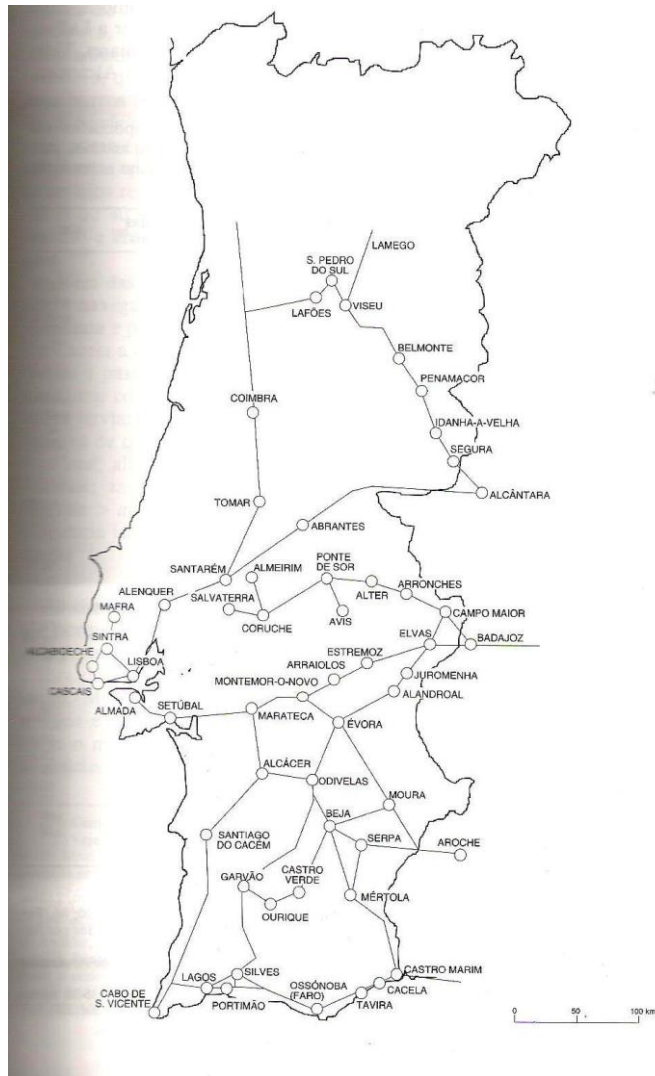 LAMEGO
S. PEDRO
DO SUL
VISEU
LAFÕES
BELMONTE
PENAMACOR
COIMBRA
IDANHA-A-VELHA
SEGURA
ALCÂNTARA
TOMAR
ABRANTES
SANTARÉM
ALMEIRIM
PONTE
DE SOR
ALENQUER
SALVATERRA
ALTER
ARRONCHES
MAFRA
CORUCHE
AVIS
CAMPO MAIOR
SINTRA
ELVAS
BADAJOZ
ALCABIDECHE
ESTREMOZ
LISBOA
ARRAIOLOS
JUROMENHA
CASCAIS
MONTEMOR-O-NOVO
ALANDROAL
ALMADA
SETÚBAL
MARATECA
ÉVORA
ALCÁCER
ODIVELAS
MOURA
BEJA
SANTIAGO
DO CACÉM
SERPA
AROCHE
GARVÃO
CASTRO
VERDE
OURIQUE
MÉRTOLA
LAGOS
SILVES
CASTRO MARIM
CABO DE
S. VICENTE
PORTIMÃO
OSSÓNOBA
(FARO)
CACELA
TAVIRA
0 50 100 km